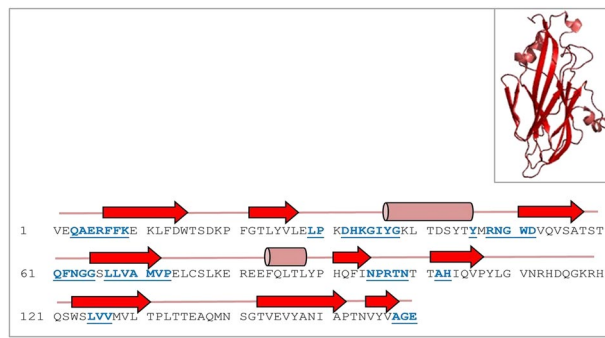 1 VEQAERFFKE KLFDWTSDKP FGTLYVLELP KDHKGIYGKL TDSYTYMRNG WDVQVSATST
61 QFNGGSLLVA MVPELCSLKE REEFQLTLYP HQFINPRTNT TAHIQVPYLG VNRHDQGKRH
121 QSWSLVVMVL TPLTTEAQMN SGTVEVYANI APTNVYVAGE